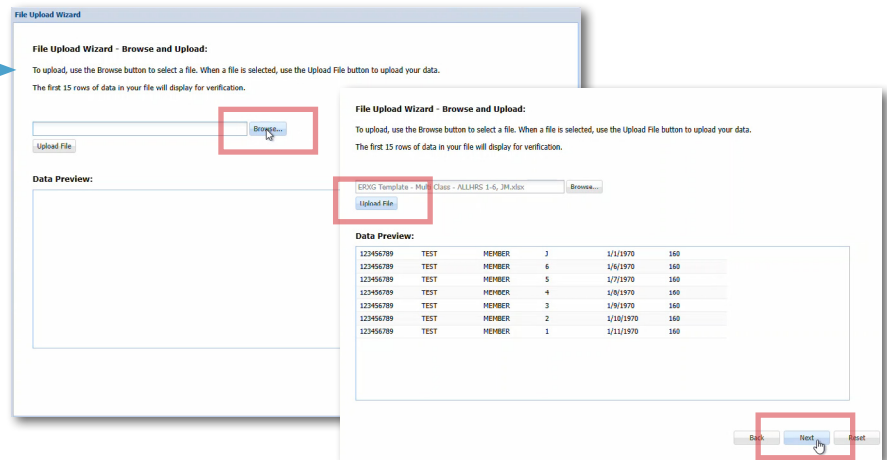 File Upload Wizard
File Upload Wizard - Browse and Upload:
To upload, use the Browse button to select a file. When a file is selected, use the Upload File button to upload your data.
The first 15 rows of data in your file will display for verification.
Browse...
Upload File
Data Preview:
File Upload Wizard - Browse and Upload:
To upload, use the Browse button to select a file. When a file is selected, use the Upload File button to upload your data.
The first 15 rows of data in your file will display for verification.
ERXG Template - Multi Class - ALLHRS 1-6, JM.xlsx Browse...
Upload File
Data Preview:
123456789 TEST MEMBER J 1/1/1970 160
123456789 TEST MEMBER 6 1/6/1970 160
123456789 TEST MEMBER 5 1/7/1970 160
123456789 TEST MEMBER 4 1/8/1970 160
123456789 TEST MEMBER 3 1/9/1970 160
123456789 TEST MEMBER 2 1/10/1970 160
123456789 TEST MEMBER 1 1/11/1970 160
Back Next Reset